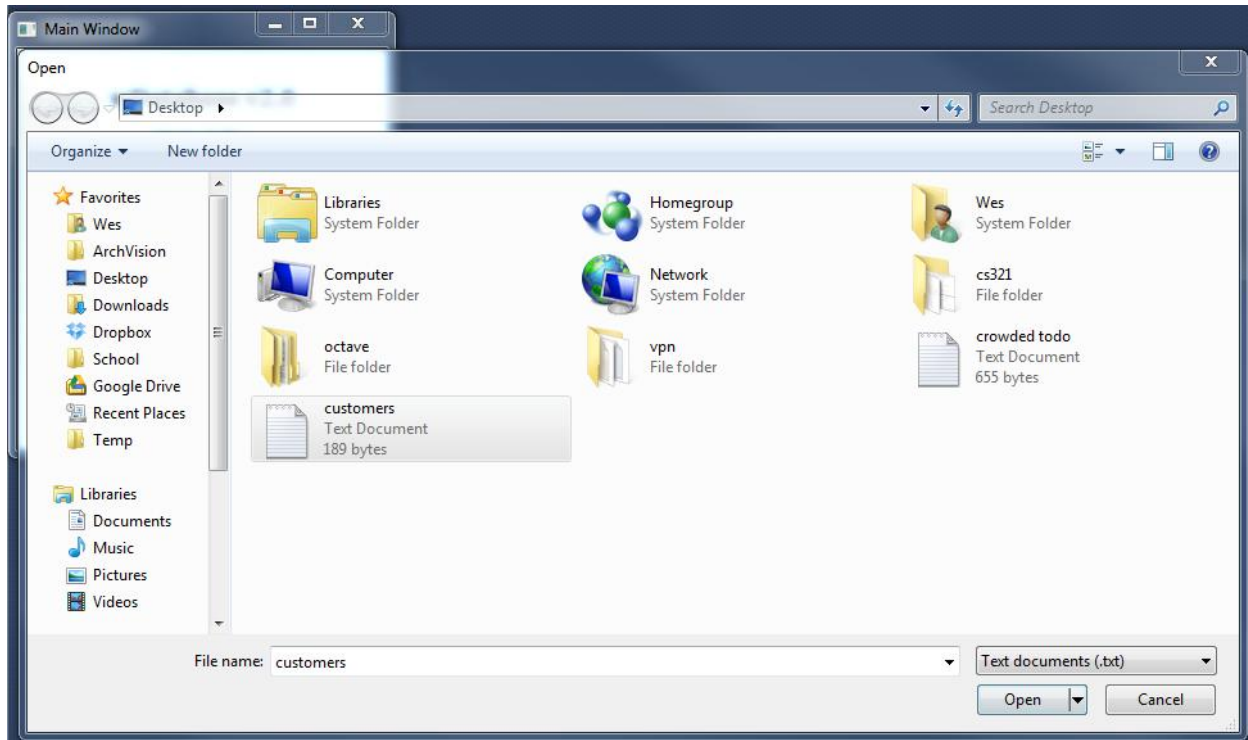 Main Window
Open
Desktop
Search Desktop
Organize
New folder
Favorites
Wes
ArchVision
Desktop
Downloads
Dropbox
School
Google Drive
Recent Places
Temp
Libraries
Documents
Music
Pictures
Videos
Libraries
System Folder
Homegroup
System Folder
Wes
System Folder
Computer
System Folder
Network
System Folder
cs321
File folder
octave
File folder
vpn
File folder
crowded todo
Text Document
655 bytes
customers
Text Document
189 bytes
File name: customers
Text documents (.txt)
Open
Cancel